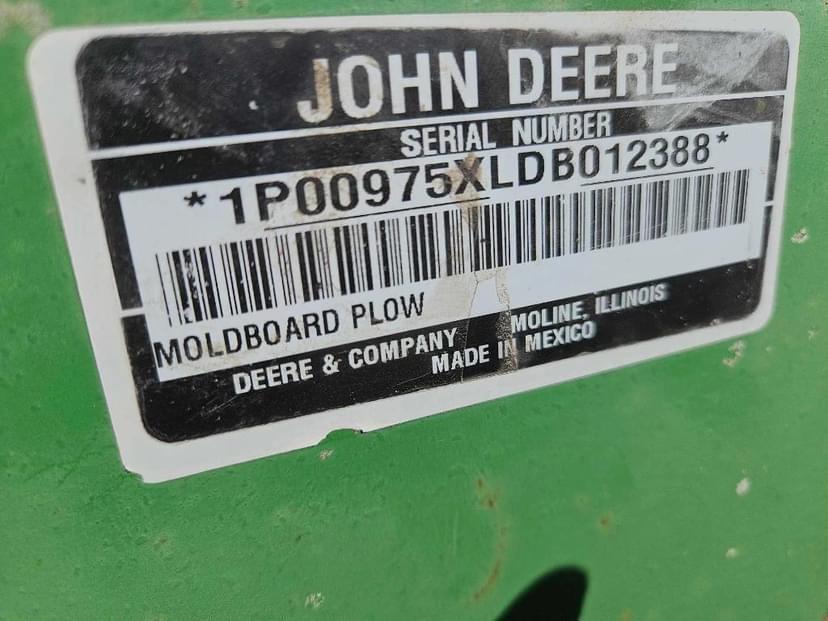 JOHN DEERE
SERIAL NUMBER
*1P00975XLDB012388*
MOLDBOARD PLOW
DEERE & COMPANY MOLINE, ILLINOIS
MADE IN MEXICO